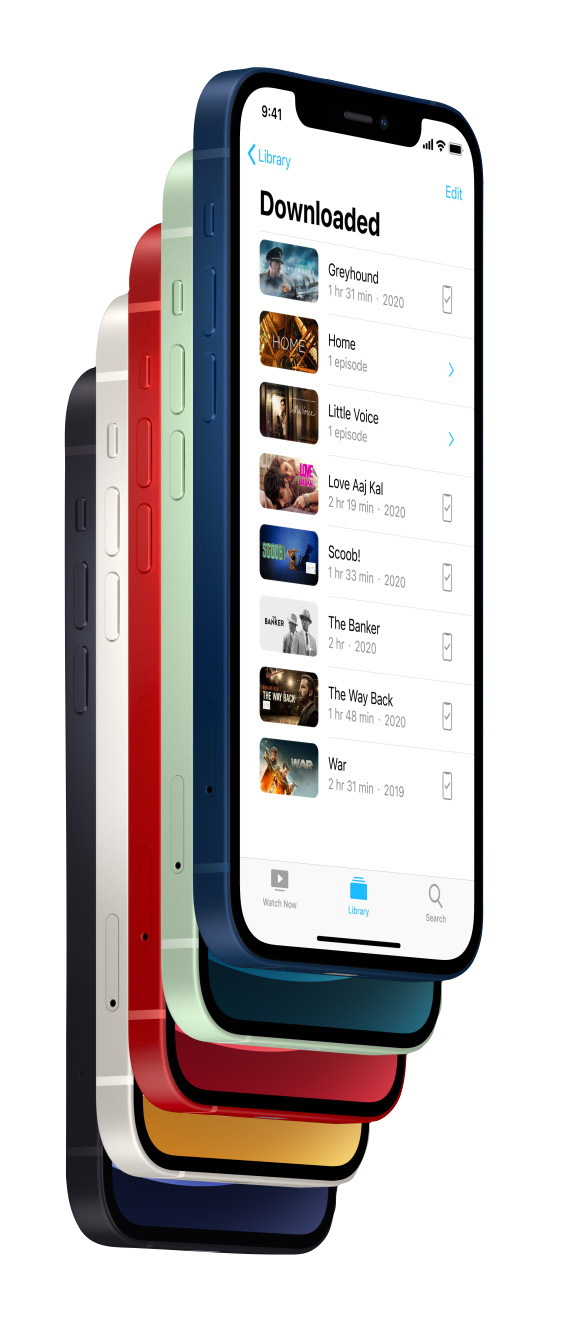 9:41
Library
Edit
Downloaded
Greyhound
1 hr 31 min · 2020
HOME
Home
1 episode
Little Voice
Little Voice
1 episode
LOVE
Love Aaj Kal
2 hr 19 min · 2020
SCOOB!
Scoob!
1 hr 33 min · 2020
THE
BANKER
The Banker
2 hr · 2020
THE WAY BACK
The Way Back
1 hr 48 min · 2020
WAR
War
2 hr 31 min · 2019
Watch Now
Library
Search